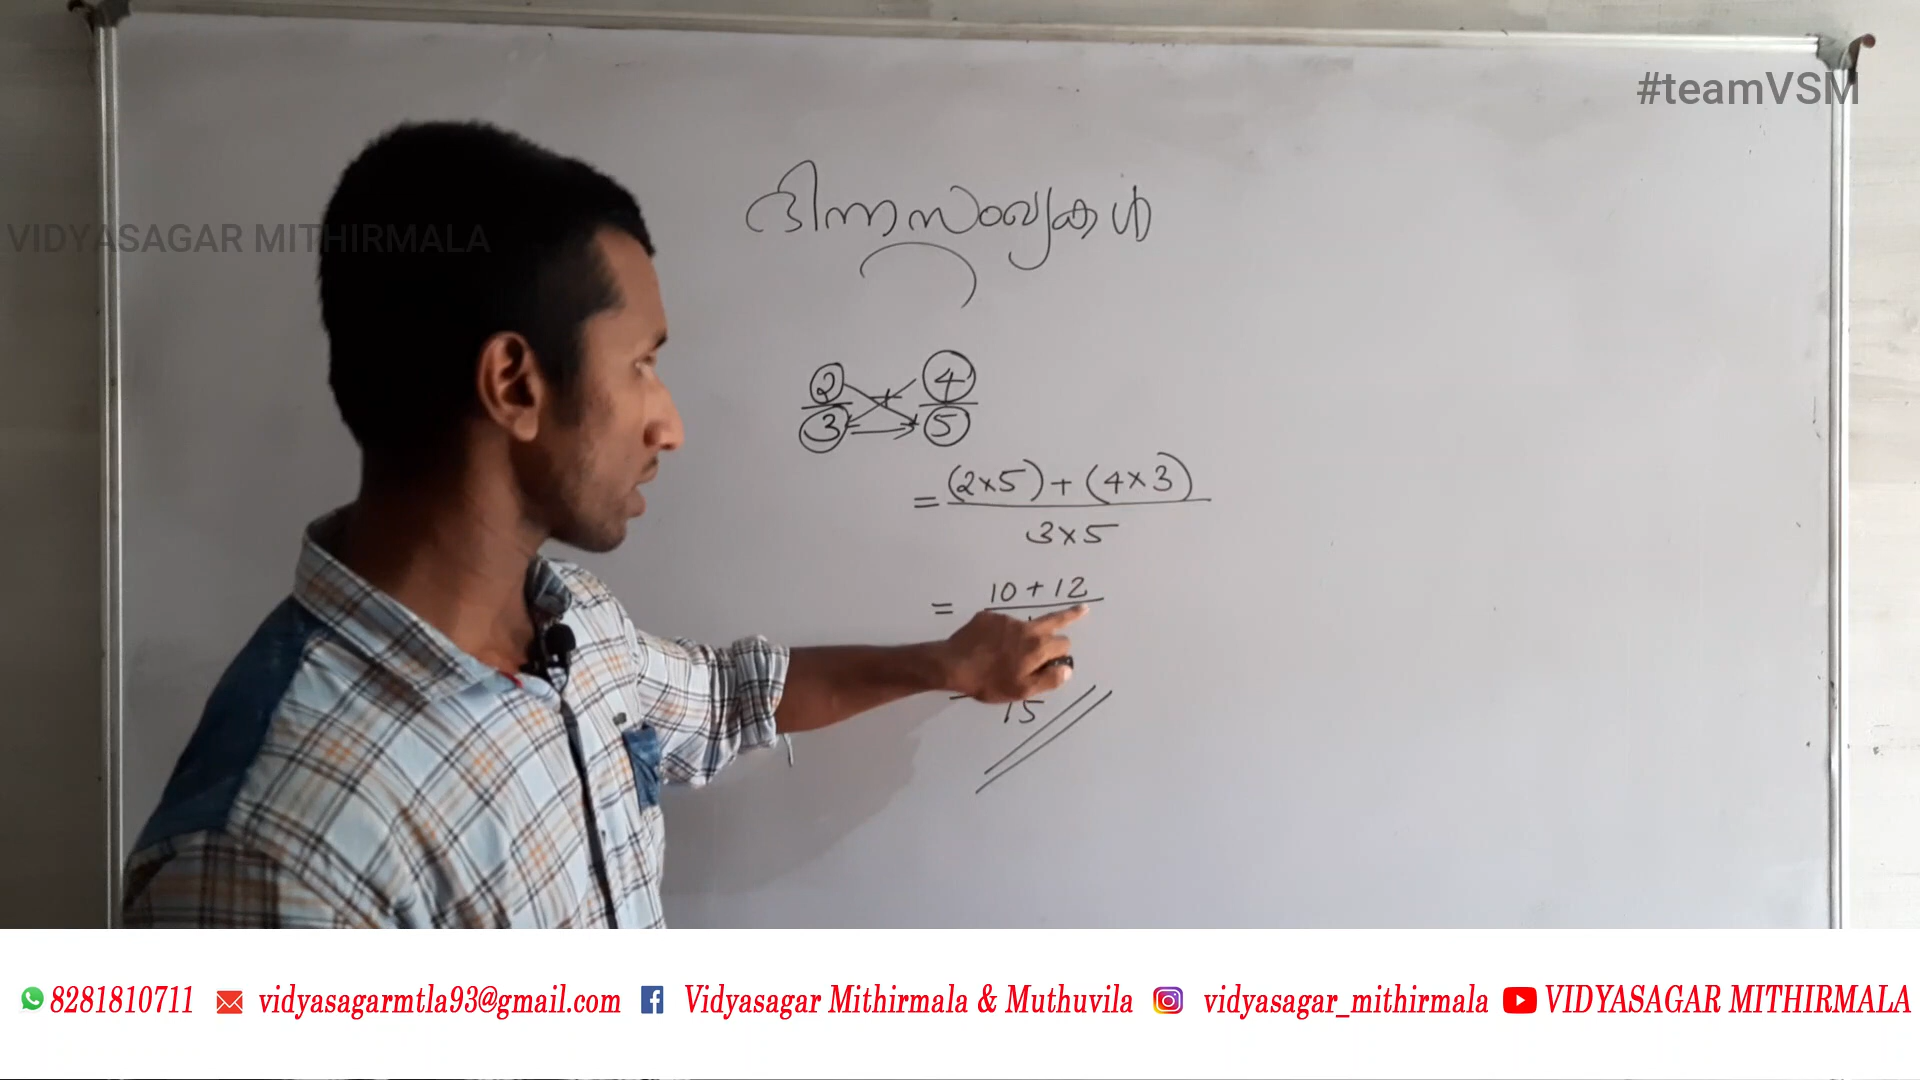 #teamVSM
VIDYASAGAR MITHIRMALA
ഭിന്നസംഖ്യകൾ
2/3 + 4/5
= (2×5) + (4×3) / 3×5
= 10 + 12
15
8281810711 vidyasagarmtla93@gmail.com Vidyasagar Mithirmala & Muthuvila vidyasagar_mithirmala VIDYASAGAR MITHIRMALA